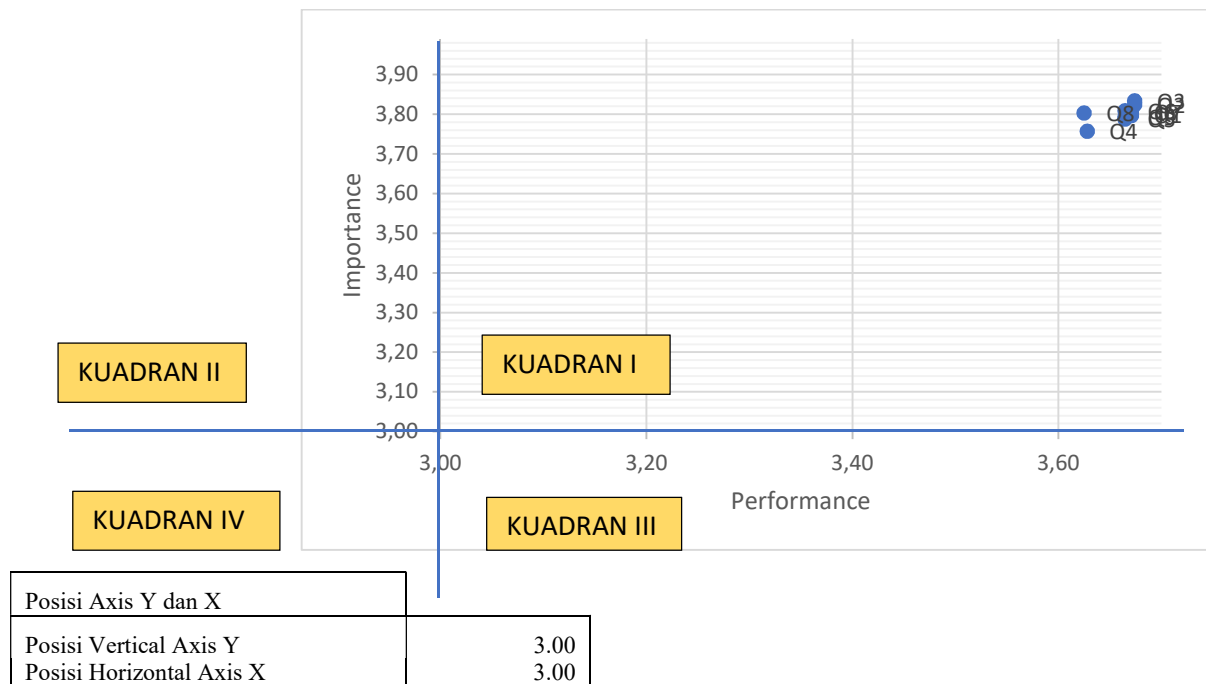 3,90
3,80
3,70
3,60
3,50
3,40
3,30
3,20
3,10
3,00
Importance
Q3
Q8
Q4
KUADRAN II
KUADRAN I
3,00
3,20
3,40
3,60
Performance
KUADRAN IV
KUADRAN III
Posisi Axis Y dan X
Posisi Vertical Axis Y 3.00
Posisi Horizontal Axis X 3.00